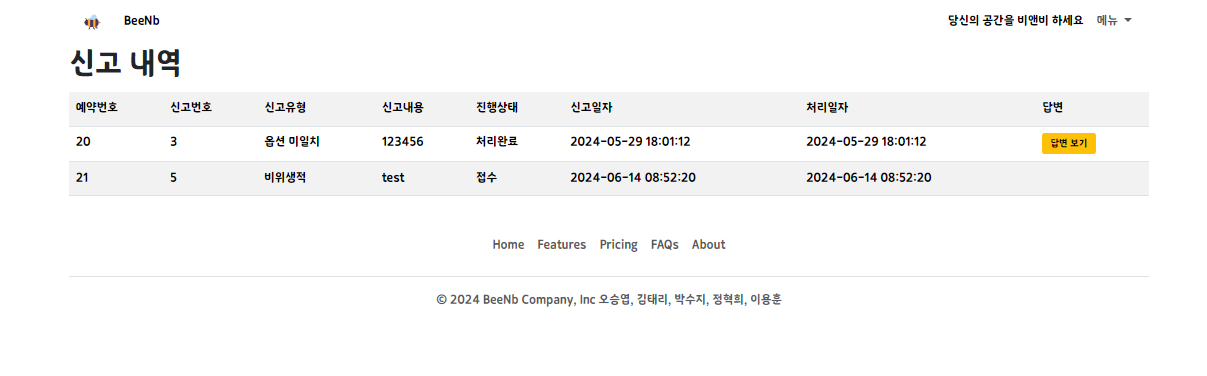 BeeNb 당신의 공간을 비앤비 하세요 메뉴
신고 내역
예약번호 신고번호 신고유형 신고내용 진행상태 신고일자 처리일자 답변
20 3 옵션 미일치 123456 처리완료 2024-05-29 18:01:12 2024-05-29 18:01:12 답변 보기
21 5 비위생적 test 접수 2024-06-14 08:52:20 2024-06-14 08:52:20
Home Features Pricing FAQs About
© 2024 BeeNb Company, Inc 오승엽, 김태리, 박수지, 정혁희, 이용훈